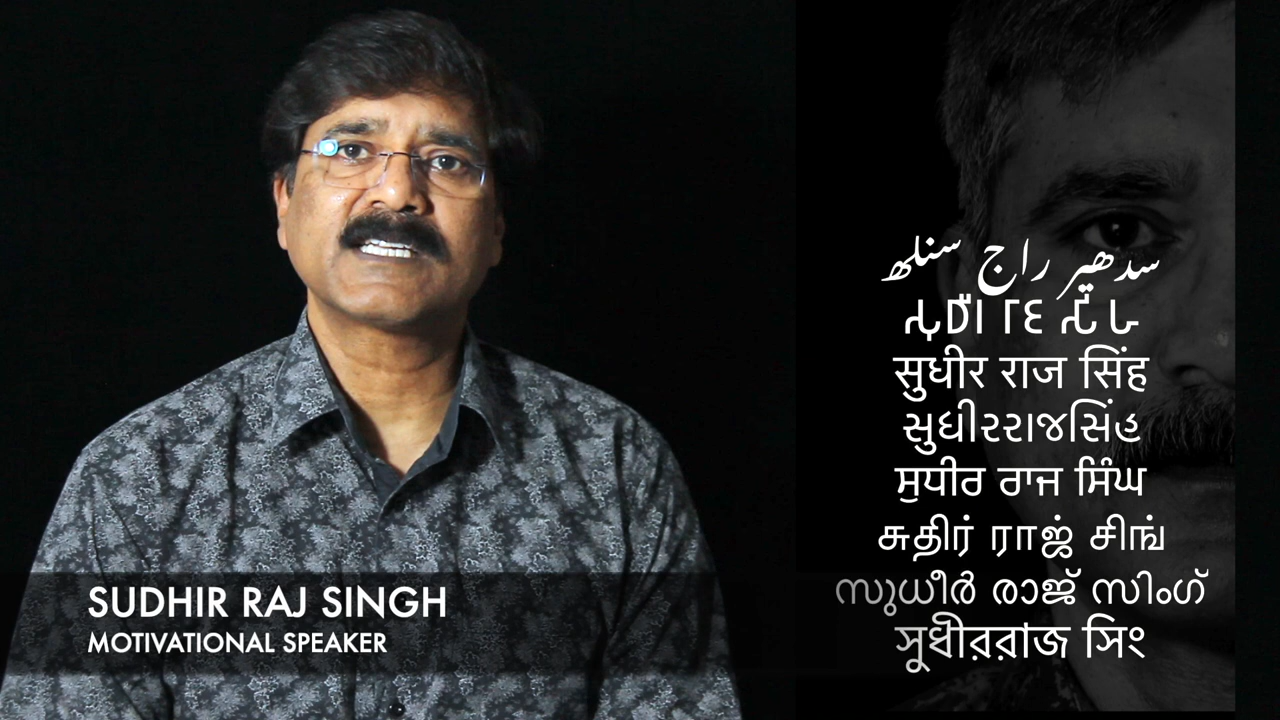 SUDHIR RAJ SINGH
MOTIVATIONAL SPEAKER
سدھیر راج سنلھ
सुधीर राज सिंह
સુધીરરાજસિંહ
ਸੁਧੀਰ ਰਾਜ ਸਿੰਘ
சுதிர் ராஜ் சிங்
സുധീർ രാജ് സിംഗ്
সুধীররাজ সিং